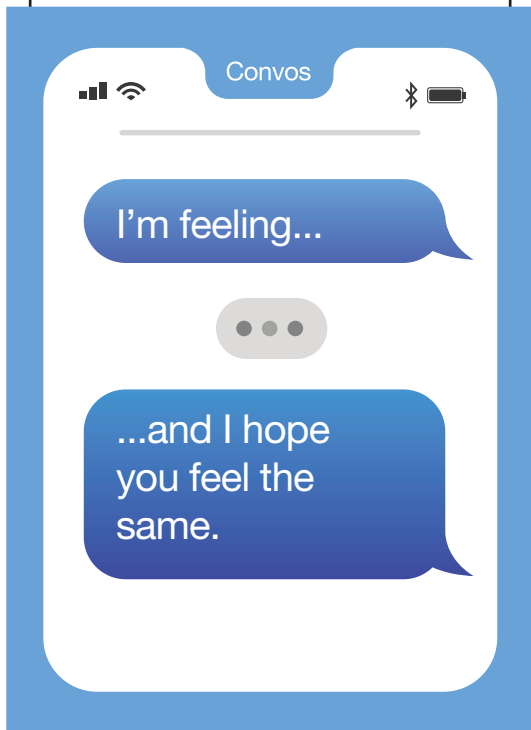 Convos
I’m feeling...
...and I hope
you feel the
same.